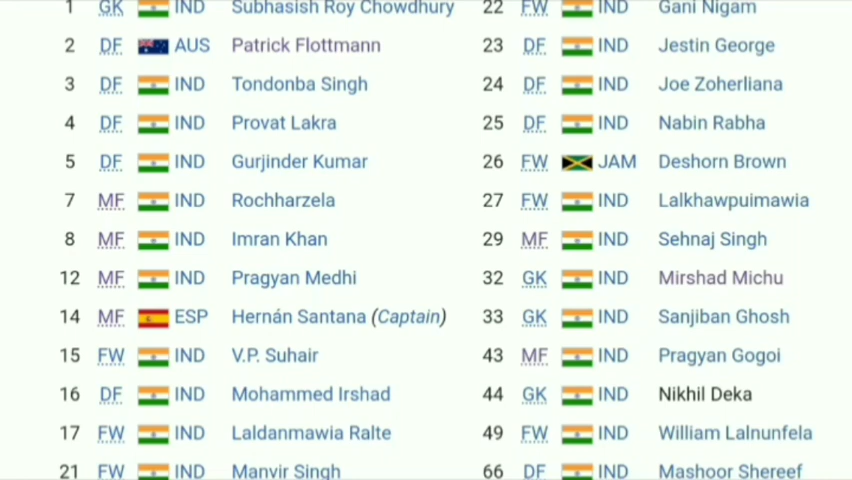 1 GK IND Subhasish Roy Chowdhury
2 DF AUS Patrick Flottmann
3 DF IND Tondonba Singh
4 DF IND Provat Lakra
5 DF IND Gurjinder Kumar
7 MF IND Rochharzela
8 MF IND Imran Khan
12 MF IND Pragyan Medhi
14 MF ESP Hernán Santana (Captain)
15 FW IND V.P. Suhair
16 DF IND Mohammed Irshad
17 FW IND Laldanmawia Ralte
21 FW IND Manvir Singh
22 FW IND Gani Nigam
23 DF IND Jestin George
24 DF IND Joe Zoherliana
25 DF IND Nabin Rabha
26 FW JAM Deshorn Brown
27 FW IND Lalkhawpuimawia
29 MF IND Sehnaj Singh
32 GK IND Mirshad Michu
33 GK IND Sanjiban Ghosh
43 MF IND Pragyan Gogoi
44 GK IND Nikhil Deka
49 FW IND William Lalnunfela
66 DF IND Mashoor Shereef